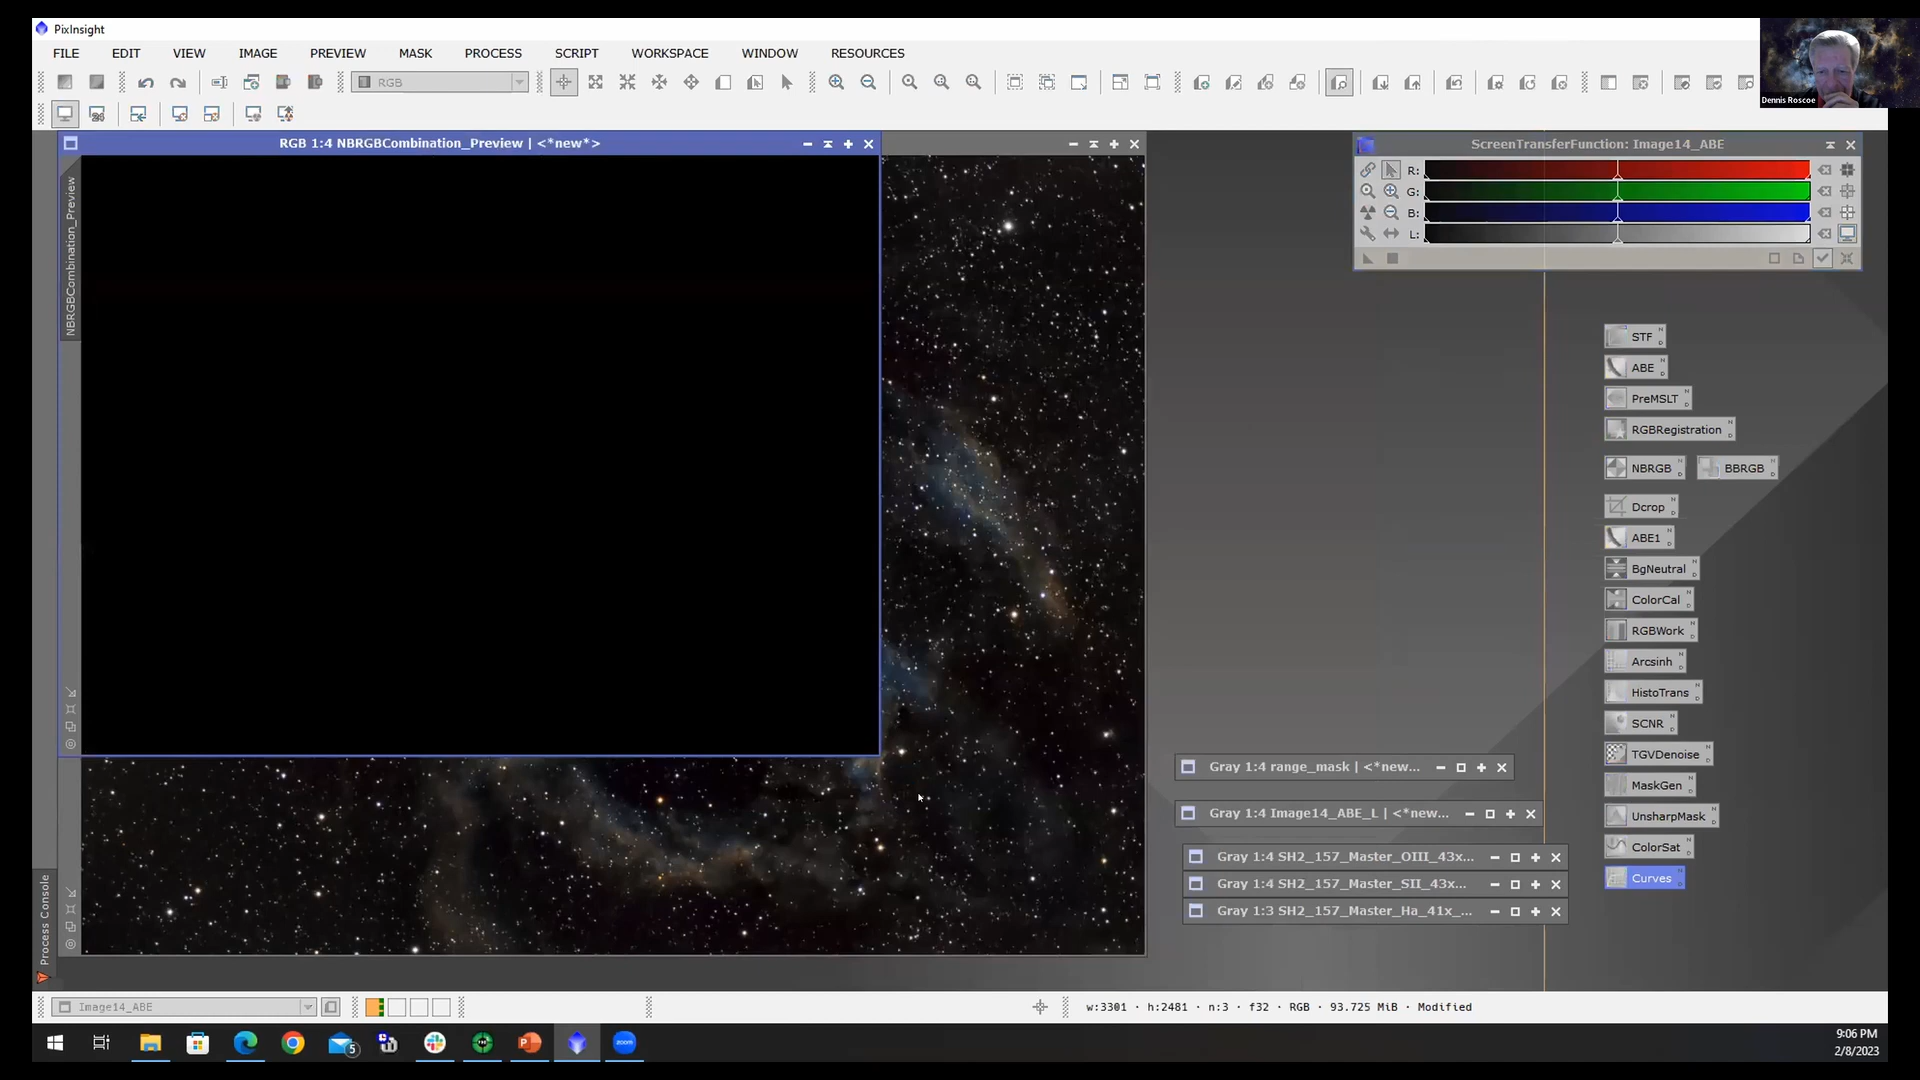 PixInsight
FILE EDIT VIEW IMAGE PREVIEW MASK PROCESS SCRIPT WORKSPACE WINDOW RESOURCES
RGB
Dennis Roscoe
RGB 1:4 NBRGBCombination_Preview | <*new*>
NBRGBCombination_Preview
ScreenTransferFunction: Image14_ABE
R:
G:
B:
L:
STF
ABE
PreMSLT
RGBRegistration
NBRGB BBRGB
Dcrop
ABE1
BgNeutral
ColorCal
RGBWork
Arcsinh
HistoTrans
SCNR
TGVDenoise
MaskGen
UnsharpMask
ColorSat
Curves
Gray 1:4 range_mask | <*new...
Gray 1:4 Image14_ABE_L | <*new...
Gray 1:4 SH2_157_Master_OIII_43x...
Gray 1:4 SH2_157_Master_SII_43x...
Gray 1:3 SH2_157_Master_Ha_41x_...
Process Console
Image14_ABE
w:3301 · h:2481 · n:3 · f32 · RGB · 93.725 MiB · Modified
5
zoom
9:06 PM
2/8/2023